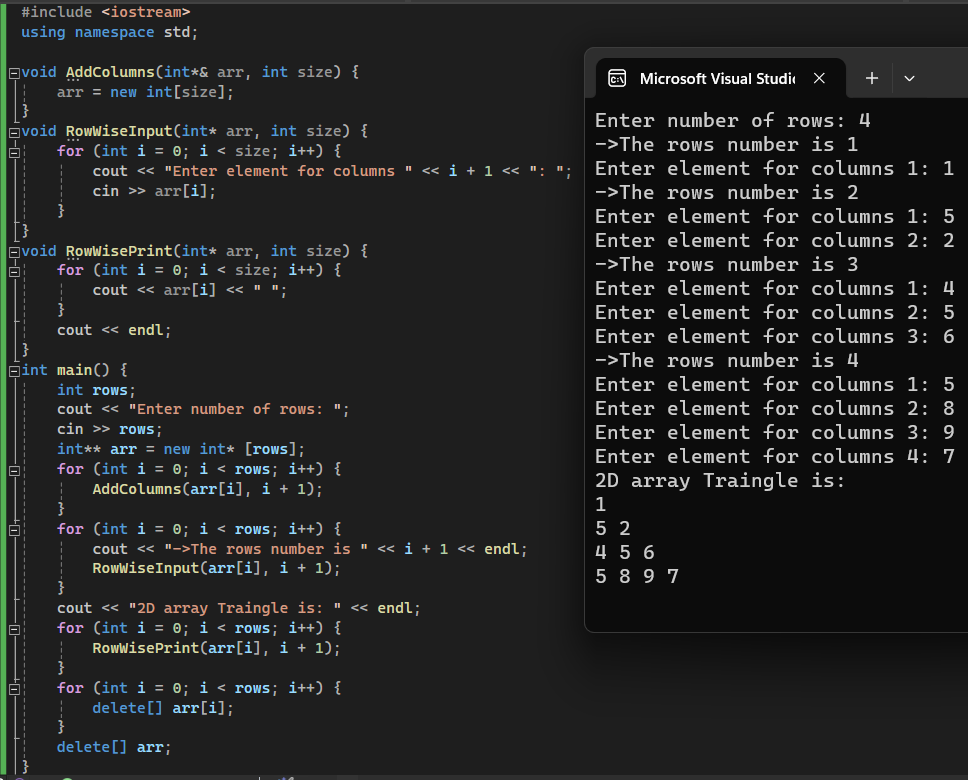 #include <iostream>
using namespace std;
void AddColumns(int*& arr, int size) {
    arr = new int[size];
}
void RowWiseInput(int* arr, int size) {
    for (int i = 0; i < size; i++) {
        cout << "Enter element for columns " << i + 1 << ": ";
        cin >> arr[i];
    }
}
void RowWisePrint(int* arr, int size) {
    for (int i = 0; i < size; i++) {
        cout << arr[i] << " ";
    }
    cout << endl;
}
int main() {
    int rows;
    cout << "Enter number of rows: ";
    cin >> rows;
    int** arr = new int* [rows];
    for (int i = 0; i < rows; i++) {
        AddColumns(arr[i], i + 1);
    }
    for (int i = 0; i < rows; i++) {
        cout << "->The rows number is " << i + 1 << endl;
        RowWiseInput(arr[i], i + 1);
    }
    cout << "2D array Traingle is: " << endl;
    for (int i = 0; i < rows; i++) {
        RowWisePrint(arr[i], i + 1);
    }
    for (int i = 0; i < rows; i++) {
        delete[] arr[i];
    }
    delete[] arr;
}
Microsoft Visual Studi
Enter number of rows: 4
->The rows number is 1
Enter element for columns 1: 1
->The rows number is 2
Enter element for columns 1: 5
Enter element for columns 2: 2
->The rows number is 3
Enter element for columns 1: 4
Enter element for columns 2: 5
Enter element for columns 3: 6
->The rows number is 4
Enter element for columns 1: 5
Enter element for columns 2: 8
Enter element for columns 3: 9
Enter element for columns 4: 7
2D array Traingle is:
1
5 2
4 5 6
5 8 9 7